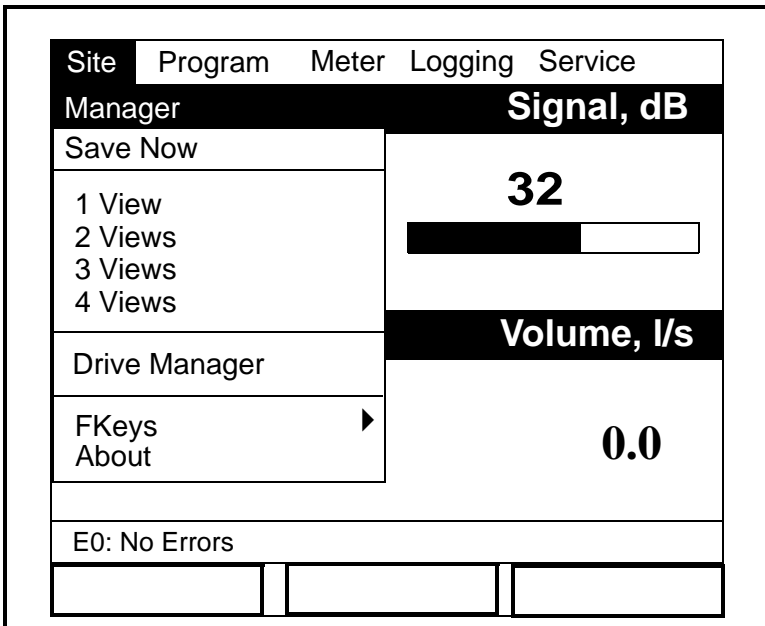 Site Program Meter Logging Service
Manager
Signal, dB
Save Now
32
1 View
2 Views
3 Views
4 Views
Volume, l/s
Drive Manager
FKeys
About
0.0
E0: No Errors